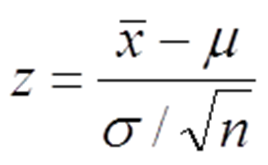 z = (x̄ − μ) / (σ / √n)